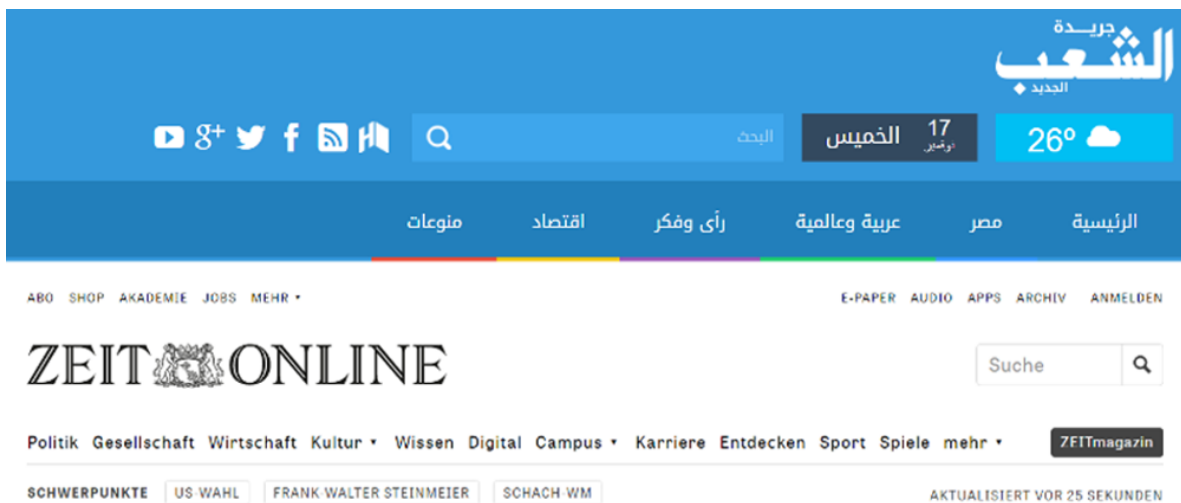 جريـــدة
الشعب
الجديد
26º
17 نوفمبر
الخميس
البحث
g+ f
الرئيسية مصر عربية وعالمية رأى وفكر اقتصاد منوعات
ABO SHOP AKADEMIE JOBS MEHR E-PAPER AUDIO APPS ARCHIV ANMELDEN
ZEIT ONLINE
Suche
Politik Gesellschaft Wirtschaft Kultur Wissen Digital Campus Karriere Entdecken Sport Spiele mehr ZEITmagazin
SCHWERPUNKTE US-WAHL FRANK-WALTER STEINMEIER SCHACH-WM AKTUALISIERT VOR 25 SEKUNDEN